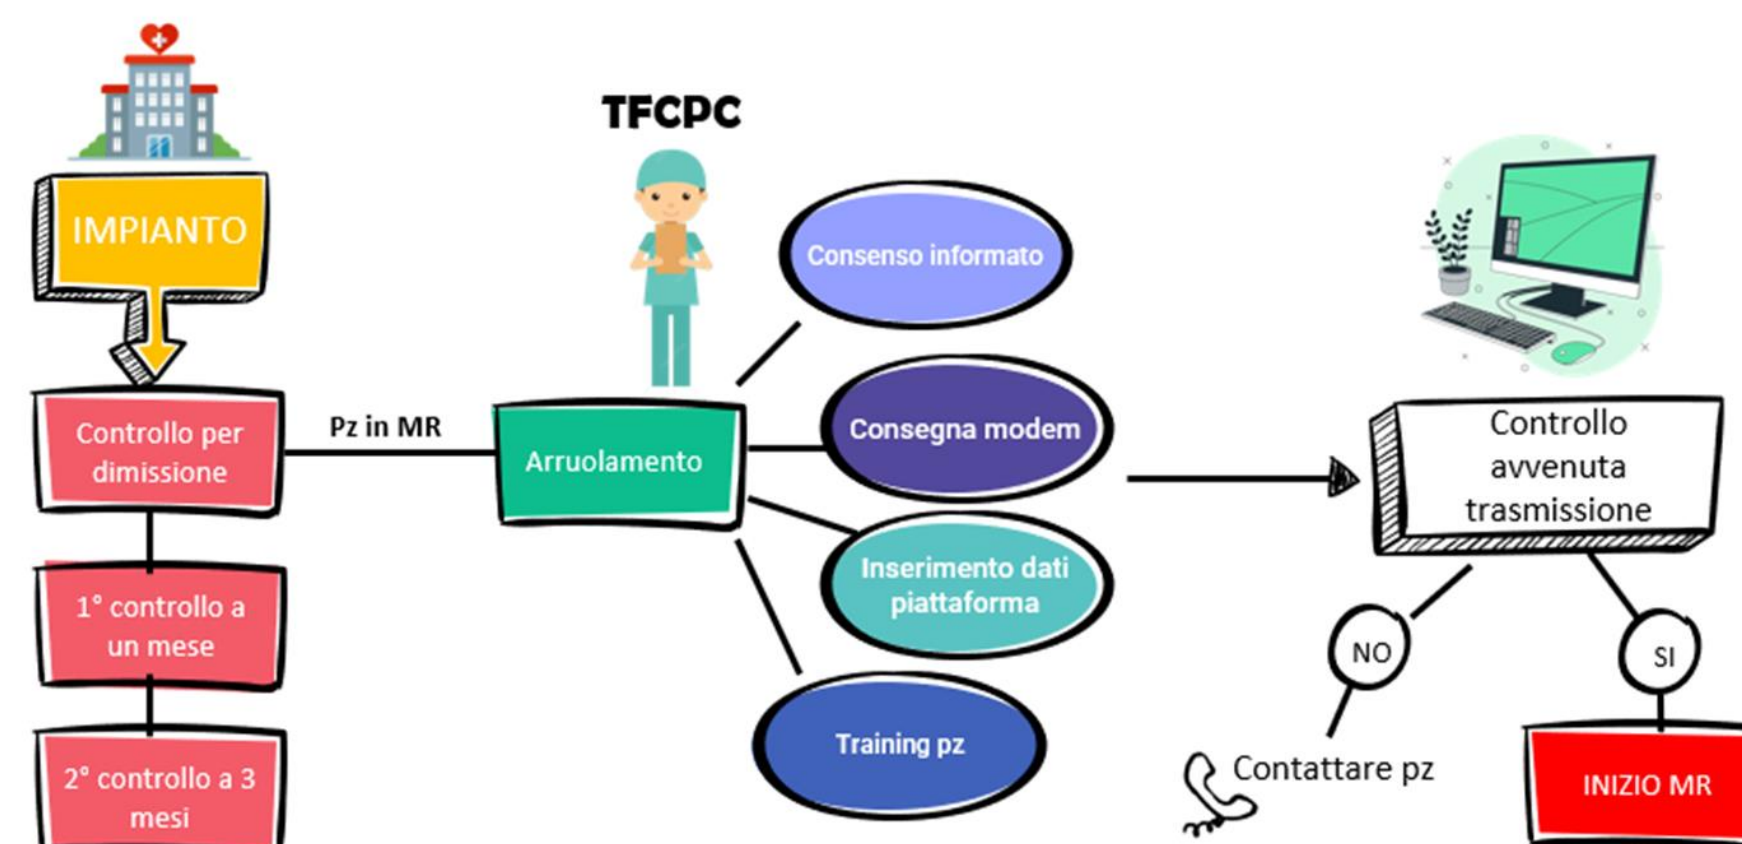 TFCPC
IMPIANTO
Controllo per
dimissione
Pz in MR
1° controllo a
un mese
2° controllo a 3
mesi
Arruolamento
Consenso informato
Consegna modem
Inserimento dati
piattaforma
Training pz
Controllo
avvenuta
trasmissione
NO
SI
Contattare pz
INIZIO MR